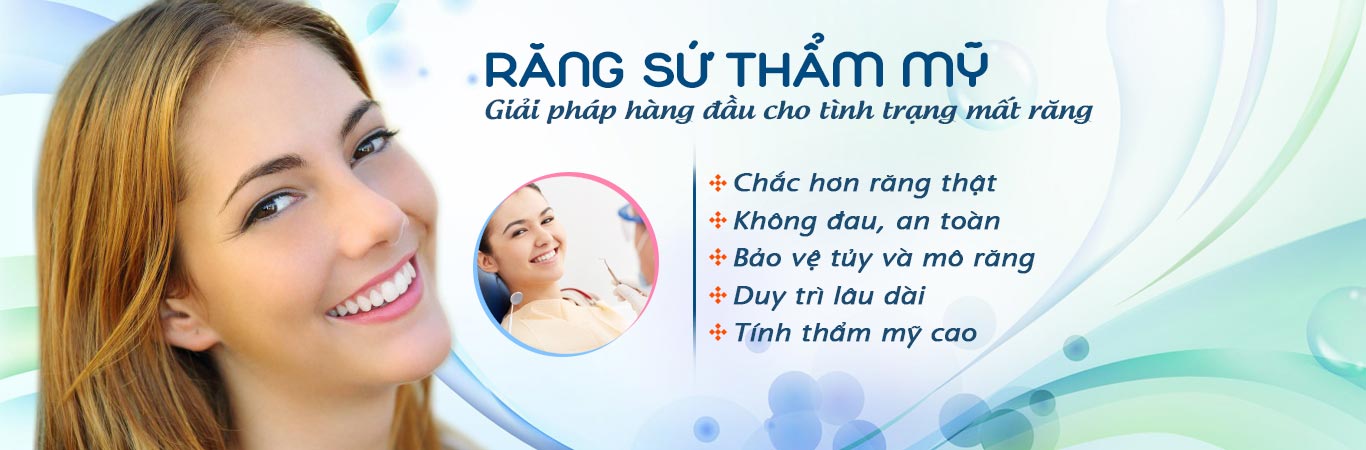 RĂNG SỨ THẨM MỸ
Giải pháp hàng đầu cho tình trạng mất răng
Chắc hơn răng thật
Không đau, an toàn
Bảo vệ tủy và mô răng
Duy trì lâu dài
Tính thẩm mỹ cao